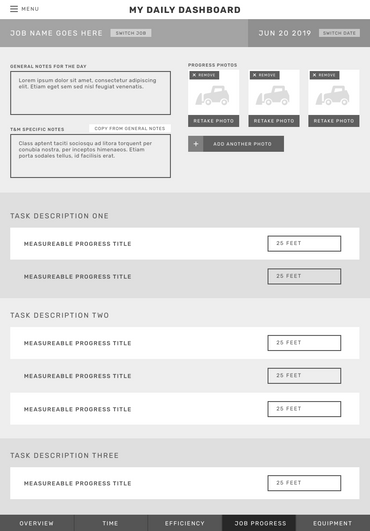 MENU
MY DAILY DASHBOARD
JOB NAME GOES HERE
SWITCH JOB
JUN 20 2019
SWITCH DATE
GENERAL NOTES FOR THE DAY
Lorem ipsum dolor sit amet, consectetur adipiscing
elit. Etiam eget sem sed nisl feugiat venenatis.
T&M SPECIFIC NOTES
COPY FROM GENERAL NOTES
Class aptent taciti sociosqu ad litora torquent per
conubia nostra, per inceptos himenaeos. Etiam
porta sodales tellus, id facilisis erat.
PROGRESS PHOTOS
× REMOVE
× REMOVE
× REMOVE
RETAKE PHOTO
RETAKE PHOTO
RETAKE PHOTO
+ ADD ANOTHER PHOTO
TASK DESCRIPTION ONE
MEASUREABLE PROGRESS TITLE
25 FEET
MEASUREABLE PROGRESS TITLE
25 FEET
TASK DESCRIPTION TWO
MEASUREABLE PROGRESS TITLE
25 FEET
MEASUREABLE PROGRESS TITLE
25 FEET
MEASUREABLE PROGRESS TITLE
25 FEET
TASK DESCRIPTION THREE
MEASUREABLE PROGRESS TITLE
25 FEET
OVERVIEW
TIME
EFFICIENCY
JOB PROGRESS
EQUIPMENT